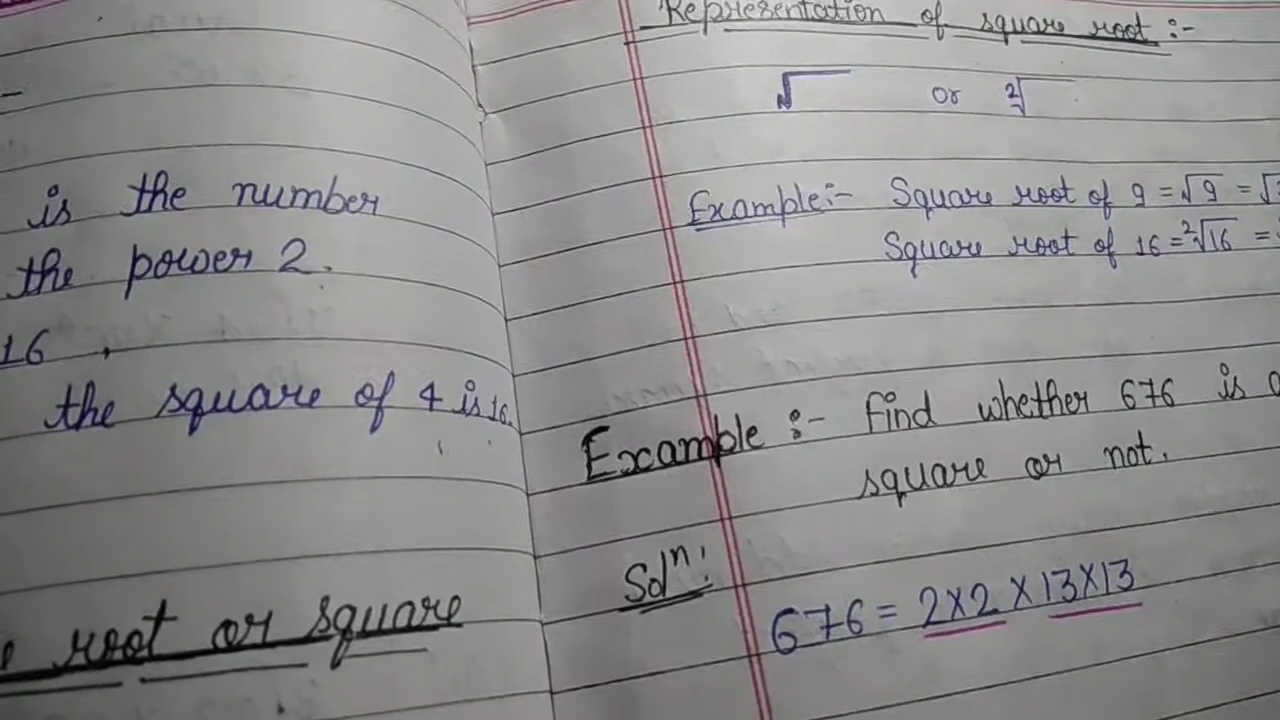 is the number
the power 2.
16
the square of 4 is 16.
root or square
Representation of square root :-
√ or ²√
Example:- Square root of 9 = √9 = √
Square root of 16 = ²√16 =
Example :- Find whether 676 is a
square or not.
Solⁿ:
676 = 2×2 × 13×13